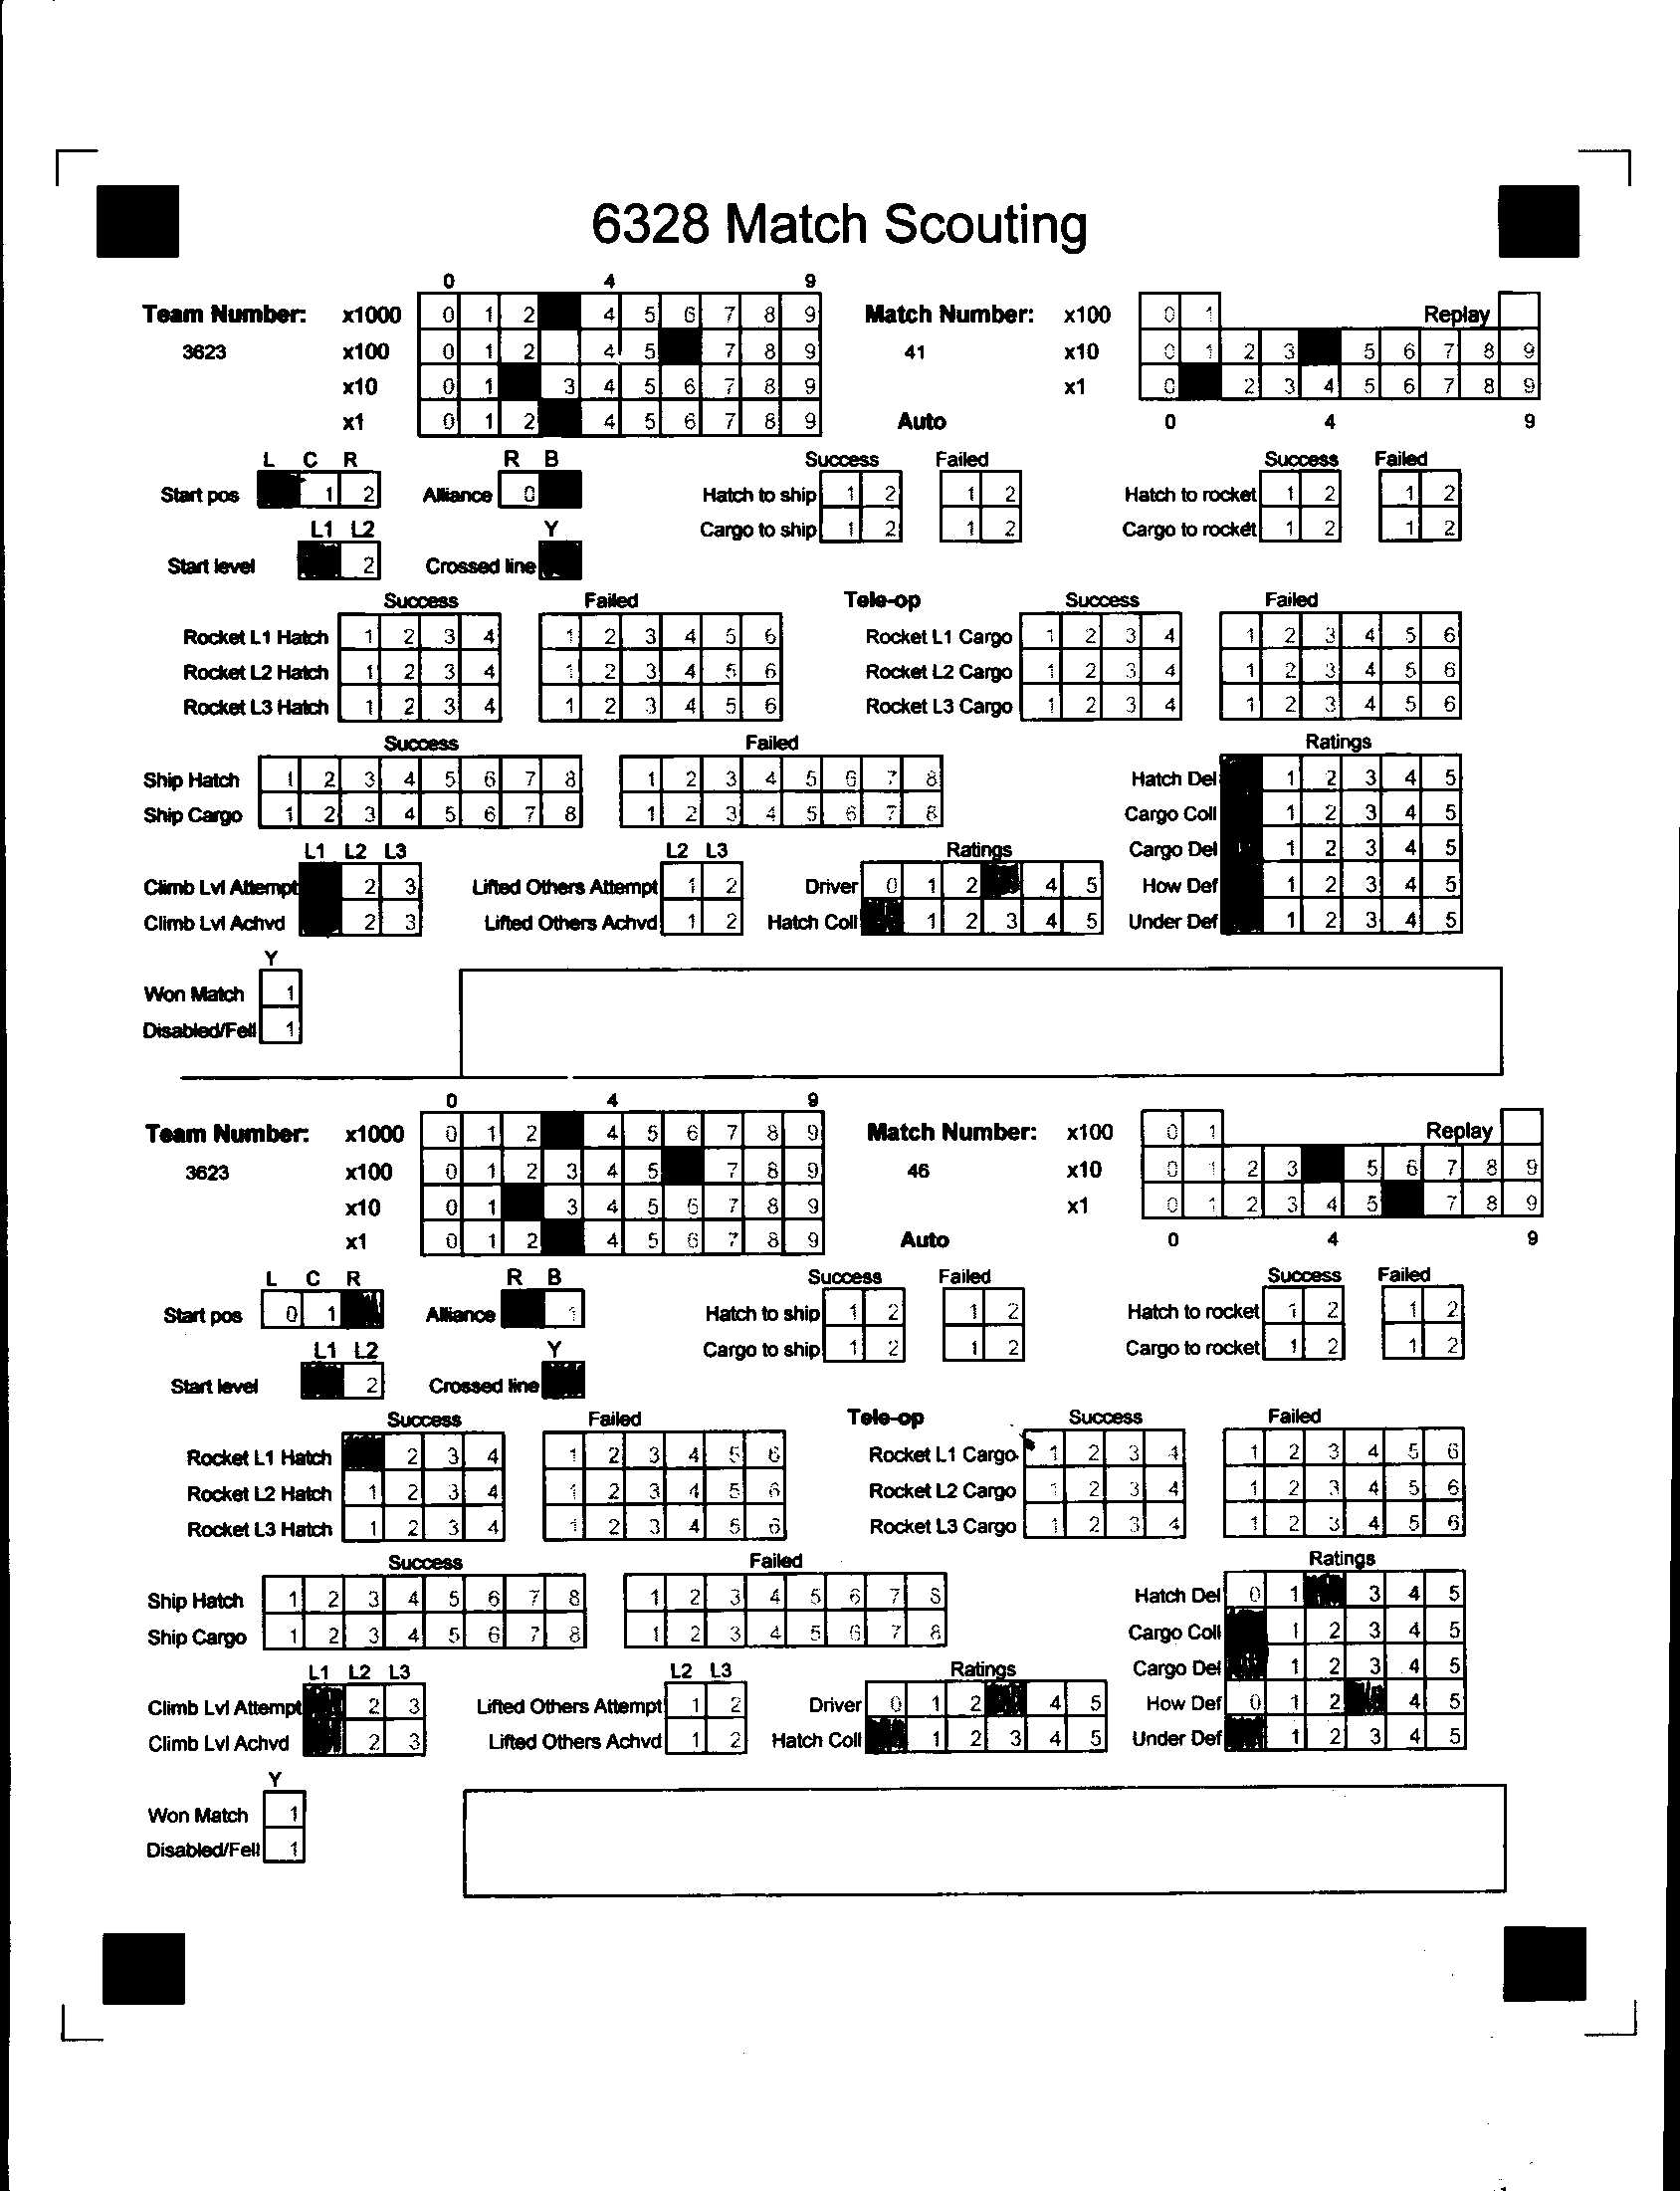 6328 Match Scouting
0 4 9
Team Number: x1000 0 1 2 4 5 6 7 8 9 Match Number: x100 0 1 Replay
3623 x100 0 1 2 4 5 7 8 9 41 x10 0 1 2 3 5 6 7 8 9
x10 0 1 3 4 5 6 7 8 9 x1 0 2 3 4 5 6 7 8 9
x1 0 1 2 4 5 6 7 8 9 Auto 0 4 9
L C R R B Success Failed Success Failed
Start pos 1 2 Alliance 0 Hatch to ship 1 2 1 2 Hatch to rocket 1 2 1 2
L1 L2 Y Cargo to ship 1 2 1 2 Cargo to rocket 1 2 1 2
Start level 2 Crossed line
Success Failed Tele-op Success Failed
Rocket L1 Hatch 1 2 3 4 1 2 3 4 5 6 Rocket L1 Cargo 1 2 3 4 1 2 3 4 5 6
Rocket L2 Hatch 1 2 3 4 1 2 3 4 5 6 Rocket L2 Cargo 1 2 3 4 1 2 3 4 5 6
Rocket L3 Hatch 1 2 3 4 1 2 3 4 5 6 Rocket L3 Cargo 1 2 3 4 1 2 3 4 5 6
Success Failed Ratings
Ship Hatch 1 2 3 4 5 6 7 8 1 2 3 4 5 6 7 8 Hatch Del 1 2 3 4 5
Ship Cargo 1 2 3 4 5 6 7 8 1 2 3 4 5 6 7 8 Cargo Coll 1 2 3 4 5
L1 L2 L3 L2 L3 Ratings Cargo Del 1 2 3 4 5
Climb Lvl Attempt 2 3 Lifted Others Attempt 1 2 Driver 0 1 2 4 5 How Def 1 2 3 4 5
Climb Lvl Achvd 2 3 Lifted Others Achvd 1 2 Hatch Coll 1 2 3 4 5 Under Def 1 2 3 4 5
Y
Won Match 1
Disabled/Fell 1
0 4 9
Team Number: x1000 0 1 2 4 5 6 7 8 9 Match Number: x100 0 1 Replay
3623 x100 0 1 2 3 4 5 7 8 9 46 x10 0 1 2 3 5 6 7 8 9
x10 0 1 3 4 5 6 7 8 9 x1 0 1 2 3 4 5 7 8 9
x1 0 1 2 4 5 6 7 8 9 Auto 0 4 9
L C R R B Success Failed Success Failed
Start pos 0 1 Alliance 1 Hatch to ship 1 2 1 2 Hatch to rocket 1 2 1 2
L1 L2 Y Cargo to ship 1 2 1 2 Cargo to rocket 1 2 1 2
Start level 2 Crossed line
Success Failed Tele-op Success Failed
Rocket L1 Hatch 2 3 4 1 2 3 4 5 6 Rocket L1 Cargo 1 2 3 4 1 2 3 4 5 6
Rocket L2 Hatch 1 2 3 4 1 2 3 4 5 6 Rocket L2 Cargo 1 2 3 4 1 2 3 4 5 6
Rocket L3 Hatch 1 2 3 4 1 2 3 4 5 6 Rocket L3 Cargo 1 2 3 4 1 2 3 4 5 6
Success Failed Ratings
Ship Hatch 1 2 3 4 5 6 7 8 1 2 3 4 5 6 7 8 Hatch Del 0 1 3 4 5
Ship Cargo 1 2 3 4 5 6 7 8 1 2 3 4 5 6 7 8 Cargo Coll 1 2 3 4 5
L1 L2 L3 L2 L3 Ratings Cargo Del 1 2 3 4 5
Climb Lvl Attempt 2 3 Lifted Others Attempt 1 2 Driver 0 1 2 4 5 How Def 0 1 2 4 5
Climb Lvl Achvd 2 3 Lifted Others Achvd 1 2 Hatch Coll 1 2 3 4 5 Under Def 1 2 3 4 5
Y
Won Match 1
Disabled/Fell 1